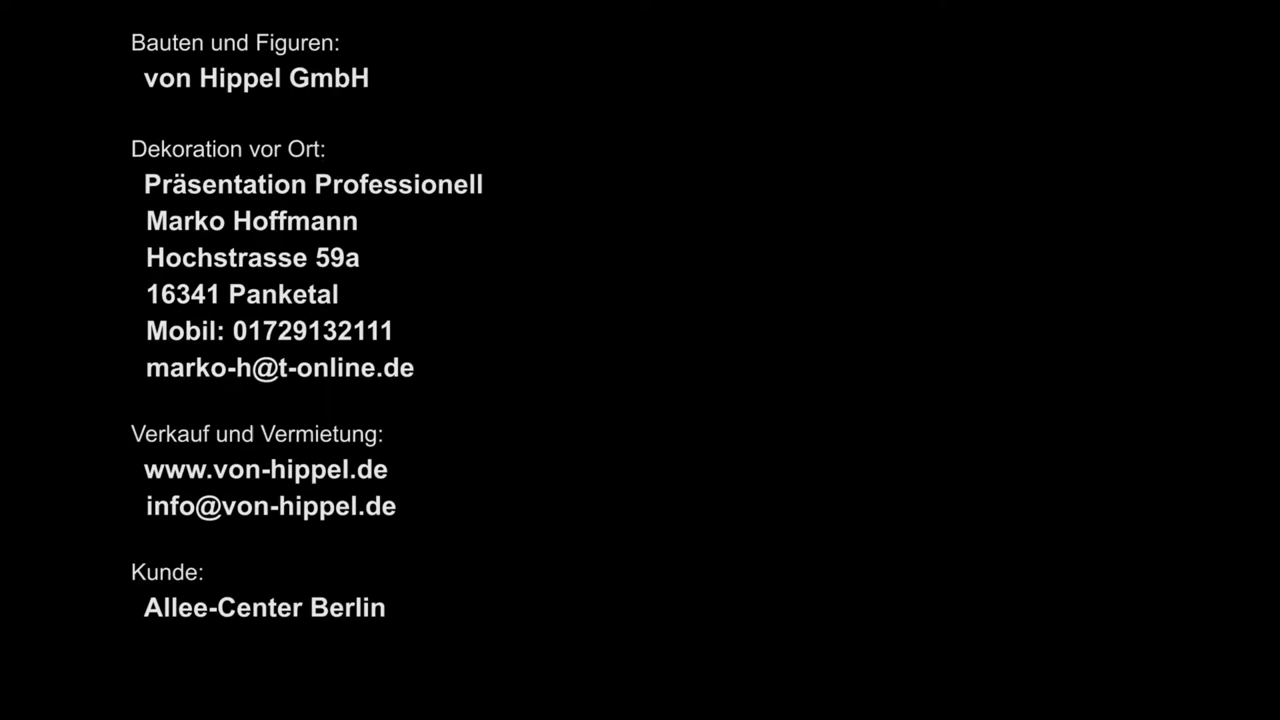 Bauten und Figuren:
von Hippel GmbH
Dekoration vor Ort:
Präsentation Professionell
Marko Hoffmann
Hochstrasse 59a
16341 Panketal
Mobil: 01729132111
marko-h@t-online.de
Verkauf und Vermietung:
www.von-hippel.de
info@von-hippel.de
Kunde:
Allee-Center Berlin